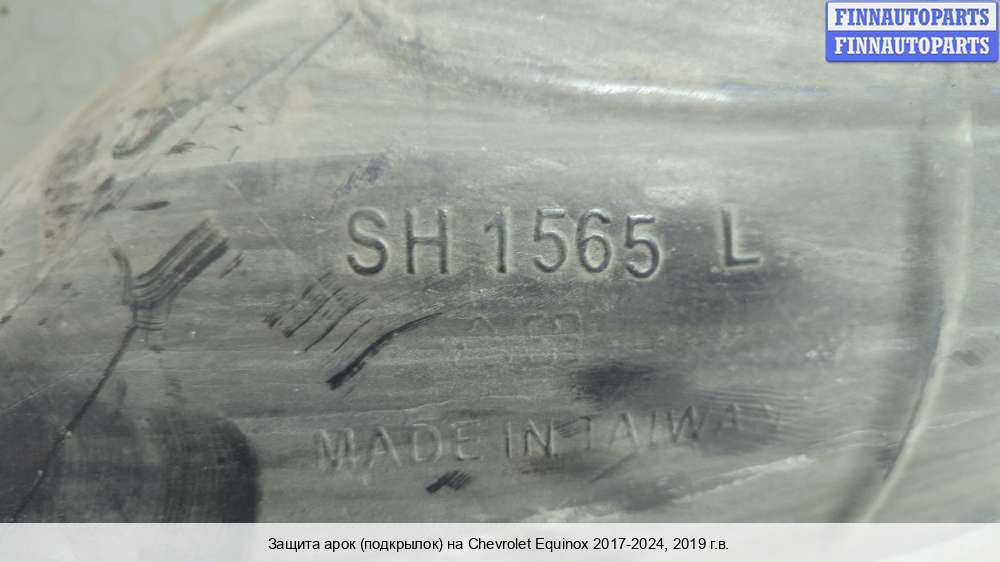 FINNAUTOPARTS
FINNAUTOPARTS
SH 1565 L
MADE IN TAIWAN
Защита арок (подкрылок) на Chevrolet Equinox 2017-2024, 2019 г.в.